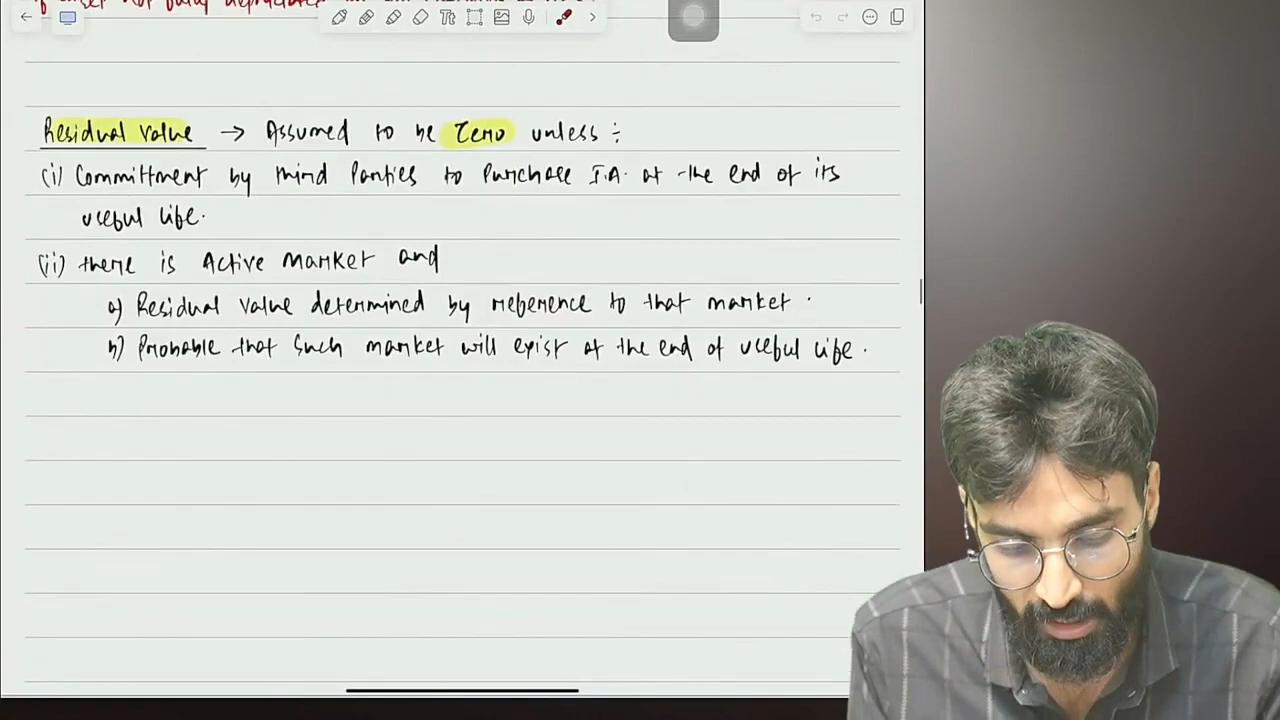 Residual Value → Assumed to be Zero unless :
(i) Committment by third Parties to Purchase I.A. at the end of its
useful life.
(ii) there is Active Market and
a) Residual Value determined by reference to that market.
b) Probable that such market will exist at the end of useful life.